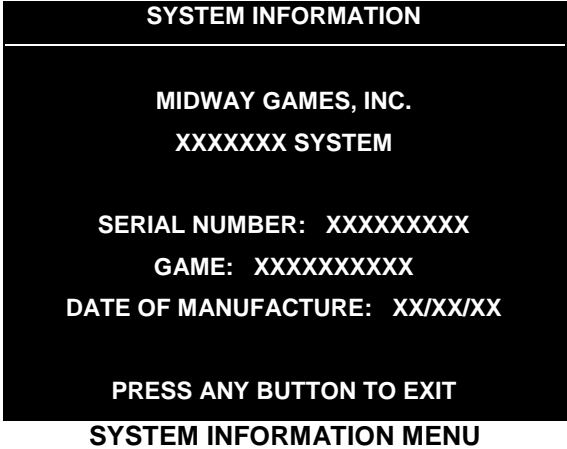 SYSTEM INFORMATION
MIDWAY GAMES, INC.
XXXXXXX SYSTEM
SERIAL NUMBER: XXXXXXXXX
GAME: XXXXXXXXXX
DATE OF MANUFACTURE: XX/XX/XX
PRESS ANY BUTTON TO EXIT
SYSTEM INFORMATION MENU